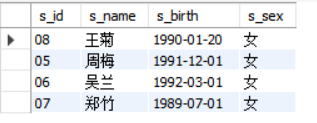 s_id s_name s_birth s_sex
08 王菊 1990-01-20 女
05 周梅 1991-12-01 女
06 吴兰 1992-03-01 女
07 郑竹 1989-07-01 女